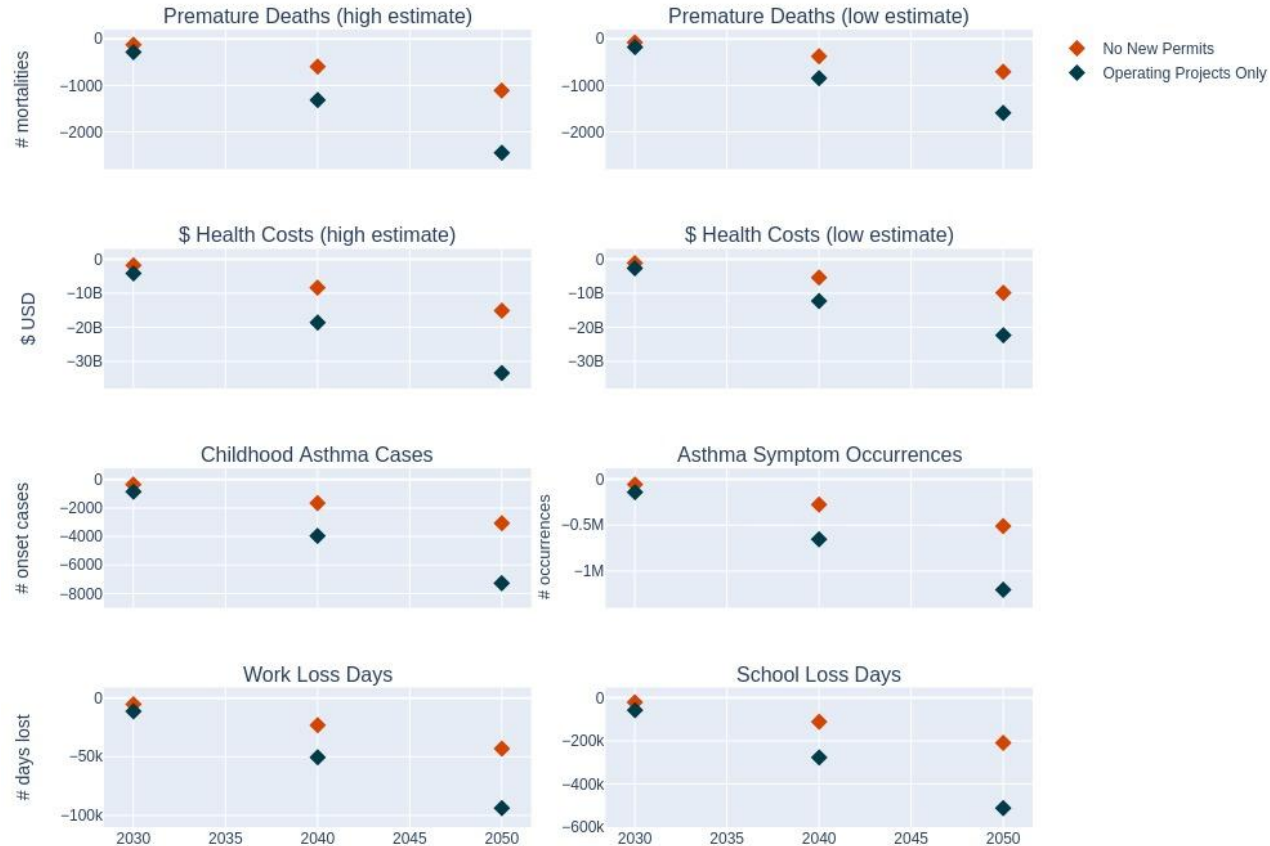 Premature Deaths (high estimate)
Premature Deaths (low estimate)
No New Permits
Operating Projects Only
# mortalities
0
−1000
−2000
0
−1000
−2000
$ Health Costs (high estimate)
$ Health Costs (low estimate)
$ USD
0
−10B
−20B
−30B
0
−10B
−20B
−30B
Childhood Asthma Cases
Asthma Symptom Occurrences
# onset cases
0
−2000
−4000
−6000
−8000
# occurrences
0
−0.5M
−1M
Work Loss Days
School Loss Days
# days lost
0
−50k
−100k
0
−200k
−400k
−600k
2030 2035 2040 2045 2050
2030 2035 2040 2045 2050